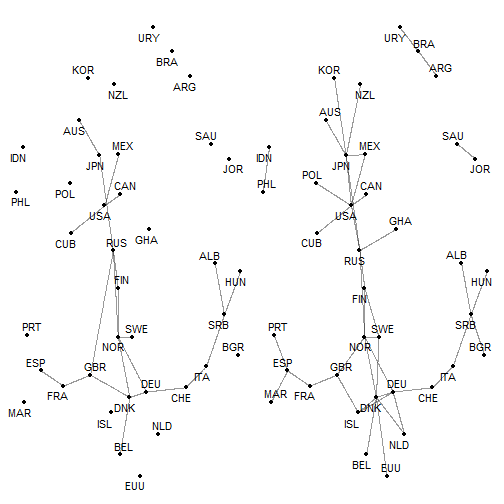 URY
BRA
KOR
NZL
ARG
AUS
SAU
IDN
MEX
JPN
JOR
PHL
POL
CAN
USA
CUB
RUS
GHA
ALB
HUN
FIN
PRT
SWE
SRB
NOR
BGR
ESP
GBR
ITA
FRA
DEU
CHE
MAR
DNK
ISL
NLD
BEL
EUU
URY
BRA
KOR
ARG
NZL
AUS
SAU
IDN
MEX
JPN
JOR
POL
PHL
CAN
USA
GHA
CUB
RUS
ALB
HUN
FIN
PRT
SWE
SRB
NOR
BGR
ESP
GBR
ITA
FRA
DEU
CHE
MAR
DNK
ISL
NLD
BEL
EUU